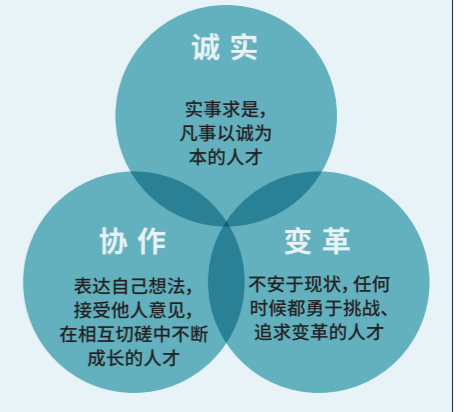 诚实
实事求是，
凡事以诚为
本的人才
协作
表达自己想法，
接受他人意见，
在相互切磋中不断
成长的人才
变革
不安于现状，任何
时候都勇于挑战、
追求变革的人才